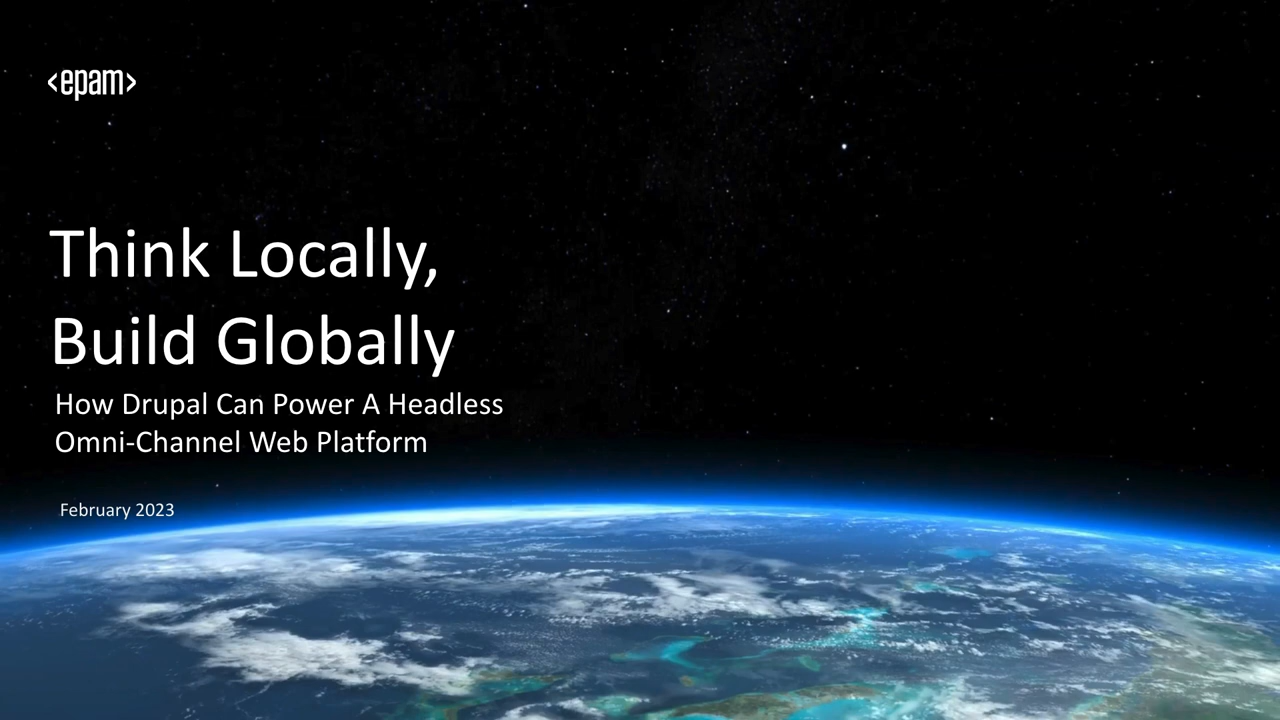 <epam>
Think Locally,
Build Globally
How Drupal Can Power A Headless
Omni-Channel Web Platform
February 2023